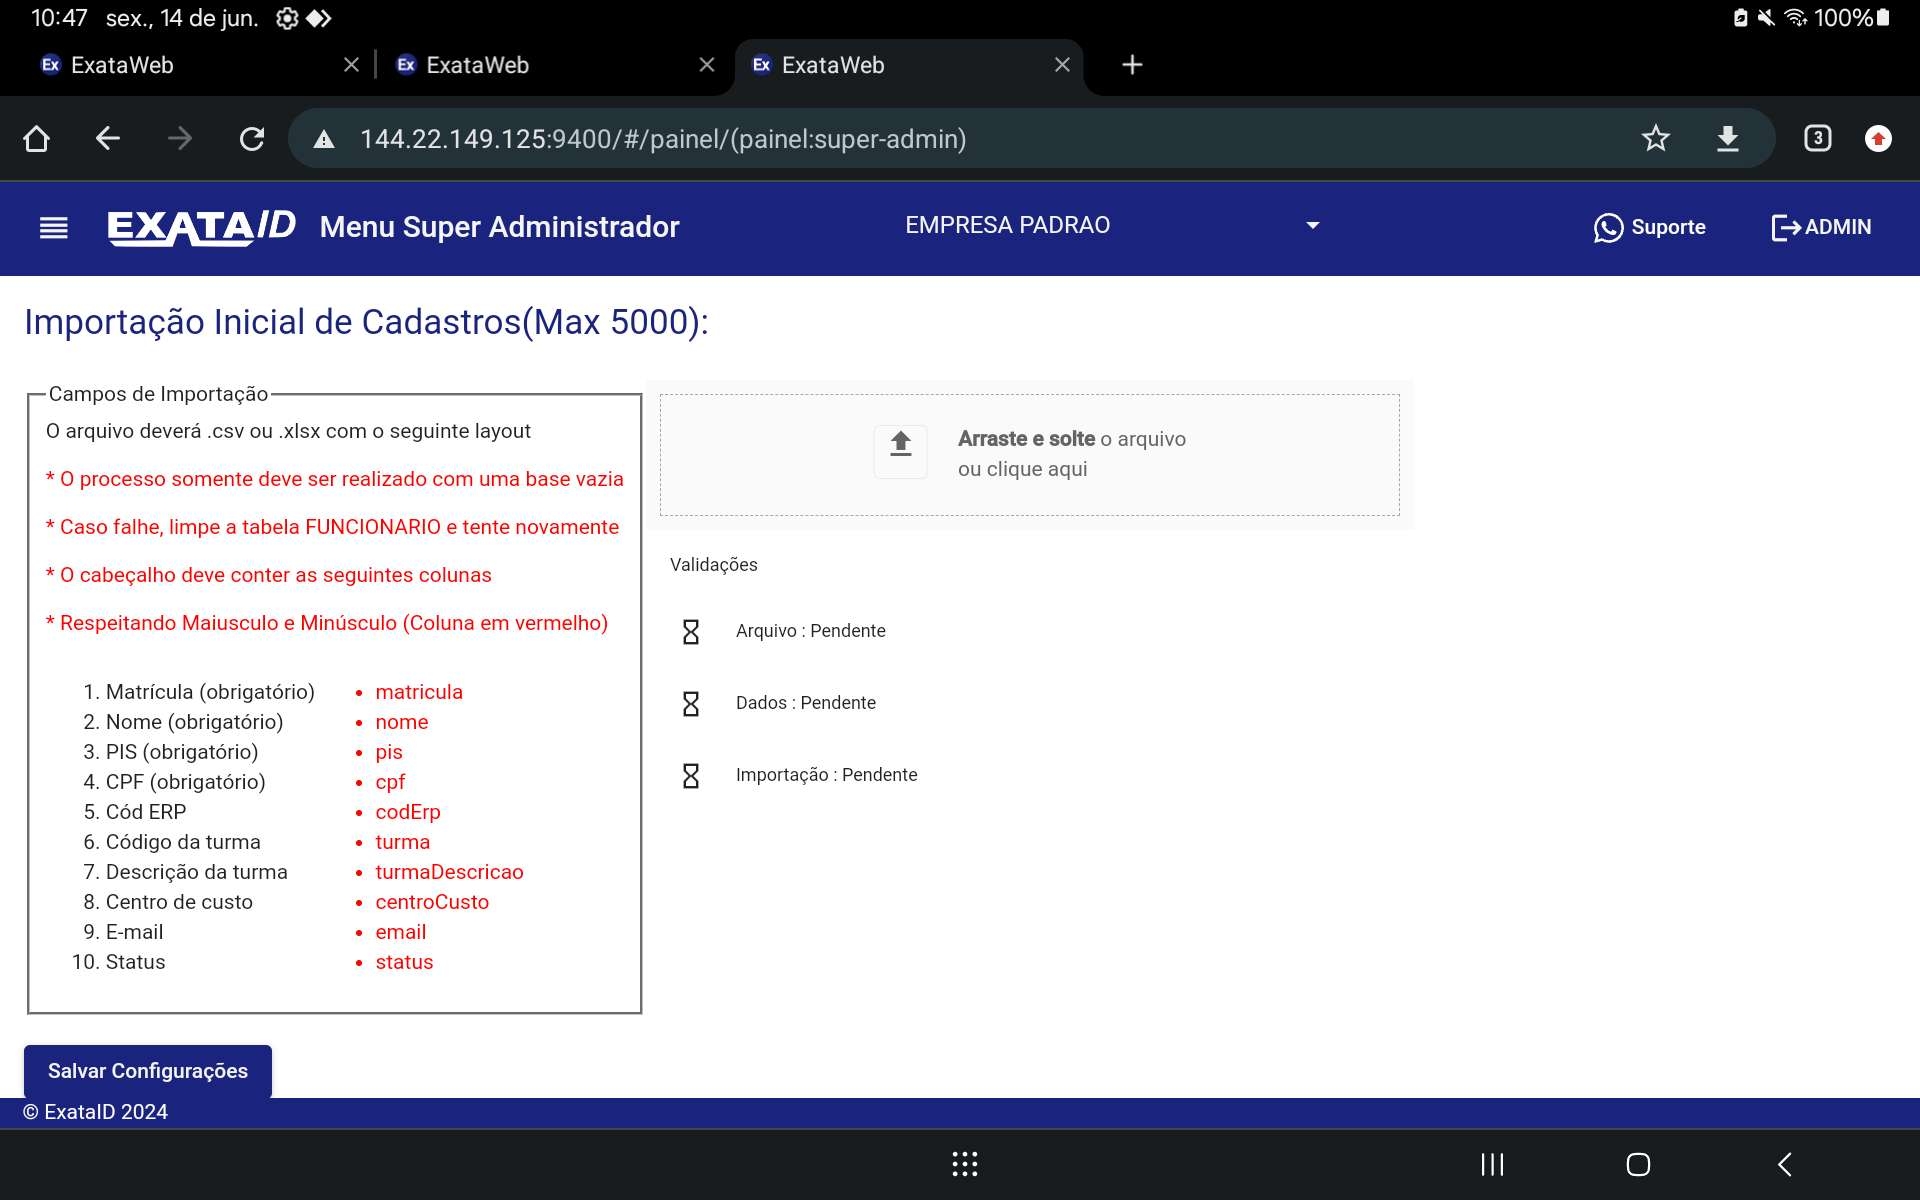 10:47 sex., 14 de jun. 100%
Ex ExataWeb Ex ExataWeb Ex ExataWeb
144.22.149.125:9400/#/painel/(painel:super-admin) 3
EXATAID Menu Super Administrador EMPRESA PADRAO Suporte ADMIN
Importação Inicial de Cadastros(Max 5000):
Campos de Importação
O arquivo deverá .csv ou .xlsx com o seguinte layout
* O processo somente deve ser realizado com uma base vazia
* Caso falhe, limpe a tabela FUNCIONARIO e tente novamente
* O cabeçalho deve conter as seguintes colunas
* Respeitando Maiusculo e Minúsculo (Coluna em vermelho)
1. Matrícula (obrigatório) • matricula
2. Nome (obrigatório) • nome
3. PIS (obrigatório) • pis
4. CPF (obrigatório) • cpf
5. Cód ERP • codErp
6. Código da turma • turma
7. Descrição da turma • turmaDescricao
8. Centro de custo • centroCusto
9. E-mail • email
10. Status • status
Arraste e solte o arquivo
ou clique aqui
Validações
Arquivo : Pendente
Dados : Pendente
Importação : Pendente
Salvar Configurações
© ExataID 2024